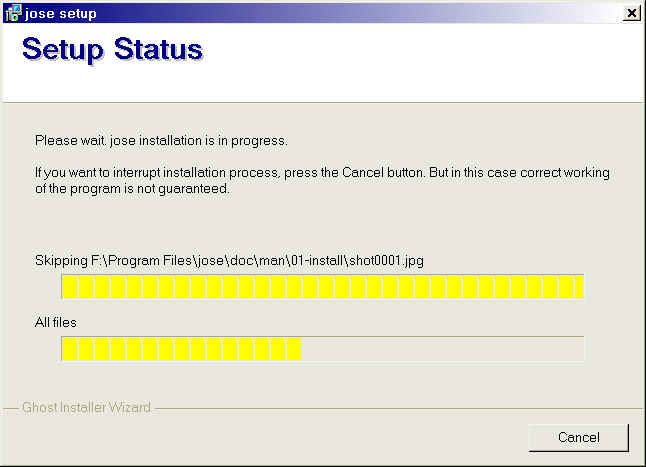 jose setup
Setup Status
Please wait. jose installation is in progress.
If you want to interrupt installation process, press the Cancel button. But in this case correct working
of the program is not guaranteed.
Skipping F:\Program Files\jose\doc\man\01-install\shot0001.jpg
All files
Ghost Installer Wizard
Cancel